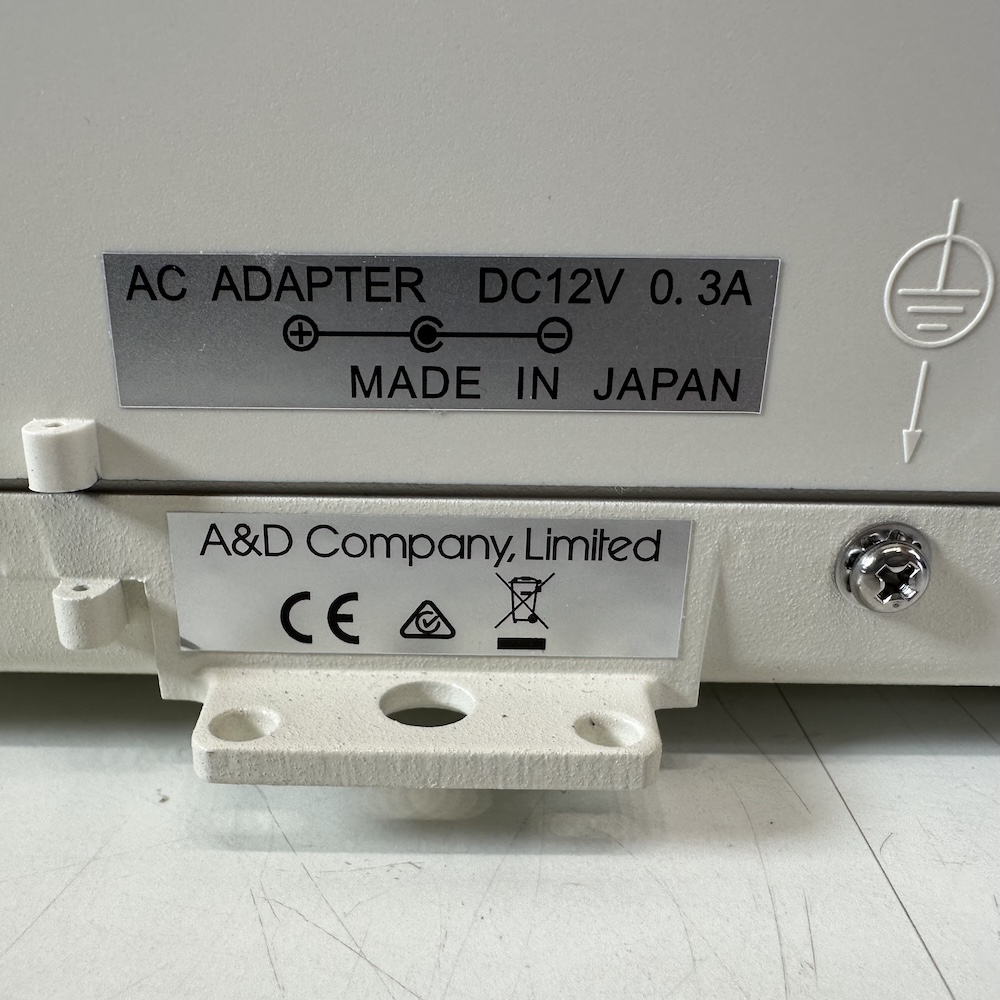 AC ADAPTER DC12V 0.3A
MADE IN JAPAN
A&D Company, Limited
CE